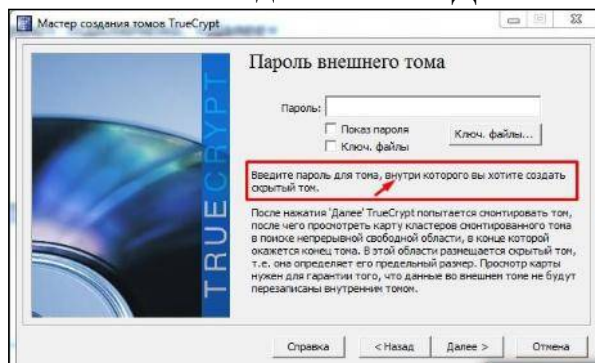 Мастер создания томов TrueCrypt
Пароль внешнего тома
Пароль:
Показ пароля
Ключ. файлы
Ключ. файлы...
Введите пароль для тома, внутри которого вы хотите создать
скрытый том.
После нажатия 'Далее' TrueCrypt попытается смонтировать том,
после чего просмотреть карту кластеров смонтированного тома
в поиске непрерывной свободной области, в конце которой
окажется конец тома. В этой области размещается скрытый том,
т.е. она определяет его предельный размер. Просмотр карты
нужен для гарантии того, что данные во внешнем томе не будут
перезаписаны внутренним томом.
TRUECRYPT
Справка
< Назад
Далее >
Отмена